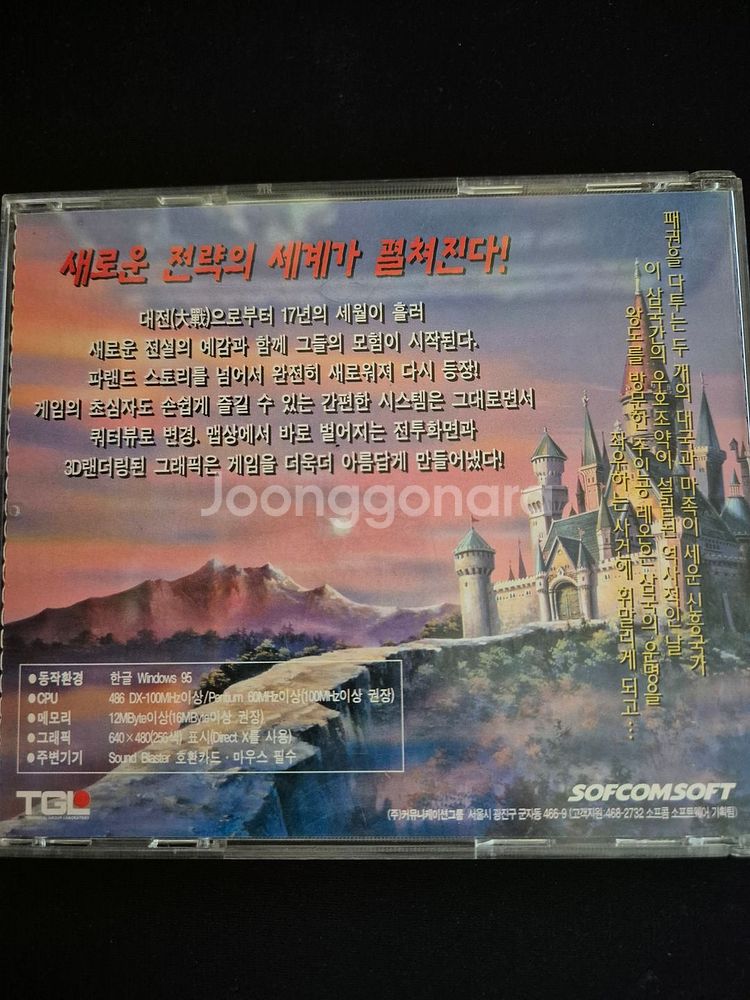 새로운 전략의 세계가 펼쳐진다!
대전(大戰)으로부터 17년의 세월이 흘러
새로운 전설의 예감과 함께 그들의 모험이 시작된다.
파랜드 스토리를 넘어서 완전히 새로워져 다시 등장!
게임의 초심자도 손쉽게 즐길 수 있는 간편한 시스템은 그대로면서
쿼터뷰로 변경. 맵상에서 바로 벌어지는 전투화면과
3D랜더링된 그래픽은 게임을 더욱더 아름답게 만들어냈다!
패권을 다투는 두 개의 대국과 마족이 세운 신흥국가
이 삼국간의 우호조약이 설립된 역사적인 날
왕도를 방문한 주인공 레온은 삼국의 운명을
좌우하는 사건에 휘말리게 되고…
Joonggonara
●동작환경 한글 Windows 95
●CPU 486 DX-100MHz이상/Pentium 60MHz이상(100MHz이상 권장)
●메모리 12MByte이상(16MByte이상 권장)
●그래픽 640×480(256색) 표시(Direct X를 사용)
●주변기기 Sound Blaster 호환카드·마우스 필수
TGL
SOFCOMSOFT
(주)커뮤니케이션그룹 서울시 광진구 군자동 466-9 (고객지원:468-2732 소프콤 소프트웨어 기획팀)